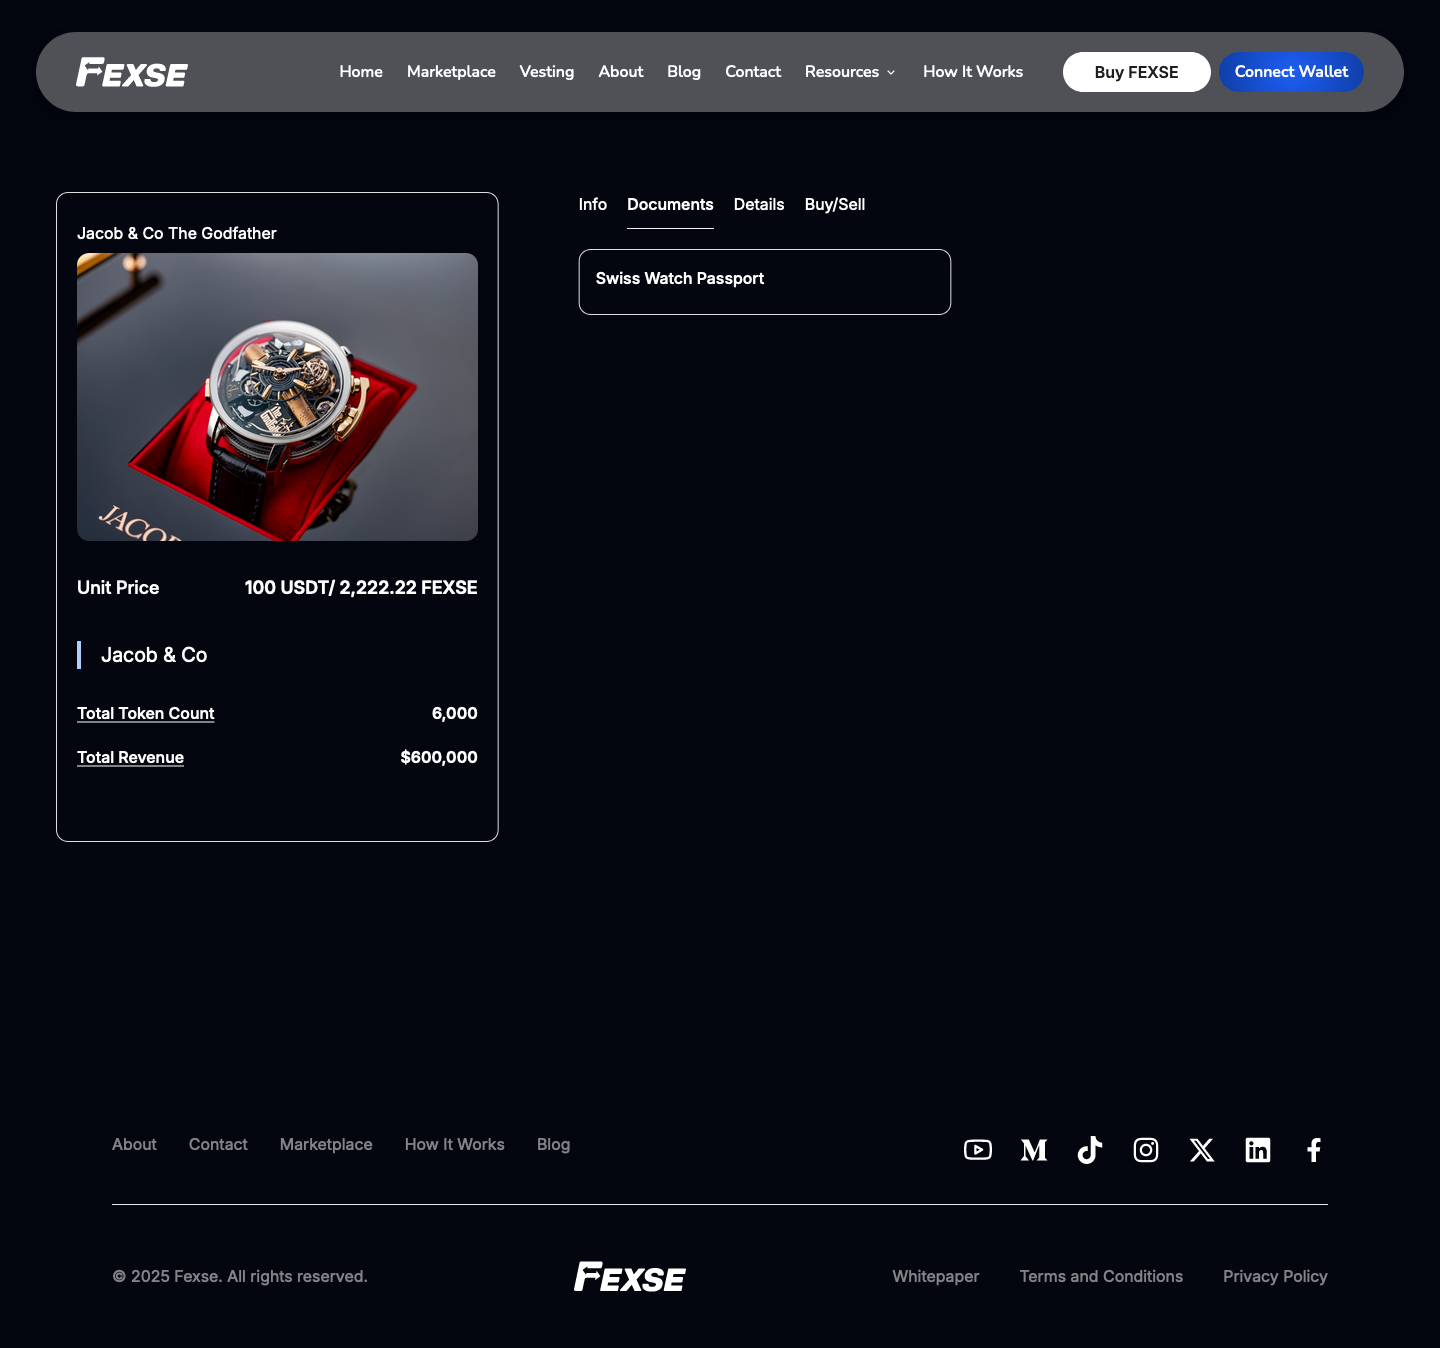 FEXSE
Home Marketplace Vesting About Blog Contact Resources How It Works Buy FEXSE Connect Wallet
Jacob & Co The Godfather
JACOB
Unit Price 100 USDT/ 2,222.22 FEXSE
Jacob & Co
Total Token Count 6,000
Total Revenue $600,000
Info Documents Details Buy/Sell
Swiss Watch Passport
About Contact Marketplace How It Works Blog
© 2025 Fexse. All rights reserved. FEXSE Whitepaper Terms and Conditions Privacy Policy